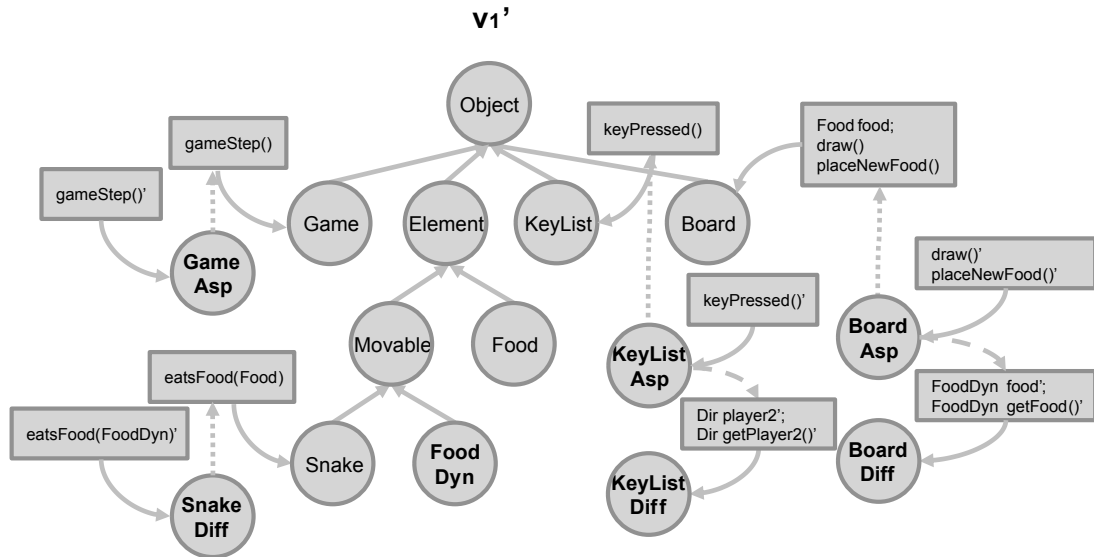 v1’
Object
keyPressed()
Food food;
draw()
placeNewFood()
gameStep()
gameStep()’
Game
Element
KeyList
Board
Game
Asp
draw()’
placeNewFood()’
keyPressed()’
Movable
Food
KeyList
Asp
Board
Asp
eatsFood(Food)
FoodDyn food’;
FoodDyn getFood()’
eatsFood(FoodDyn)’
Dir player2’;
Dir getPlayer2()’
Snake
Food
Dyn
Board
Diff
KeyList
Diff
Snake
Diff